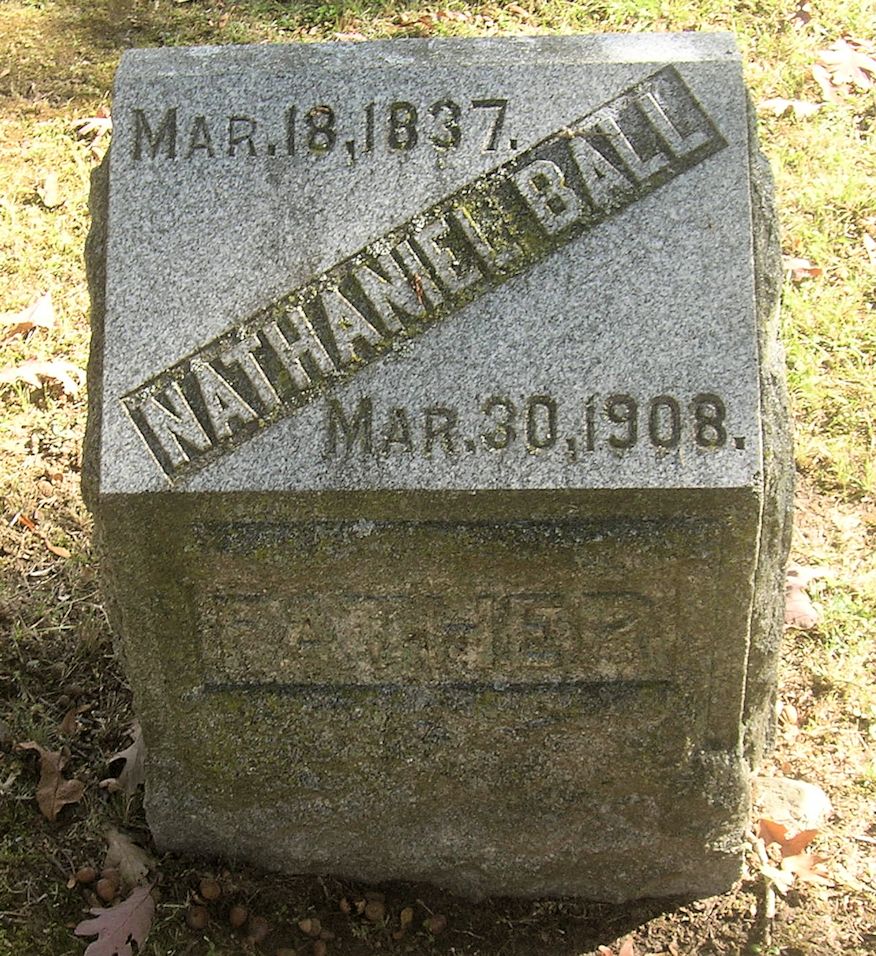 MAR. 18, 1837.
NATHANIEL BALL
MAR. 30, 1908.
FATHER